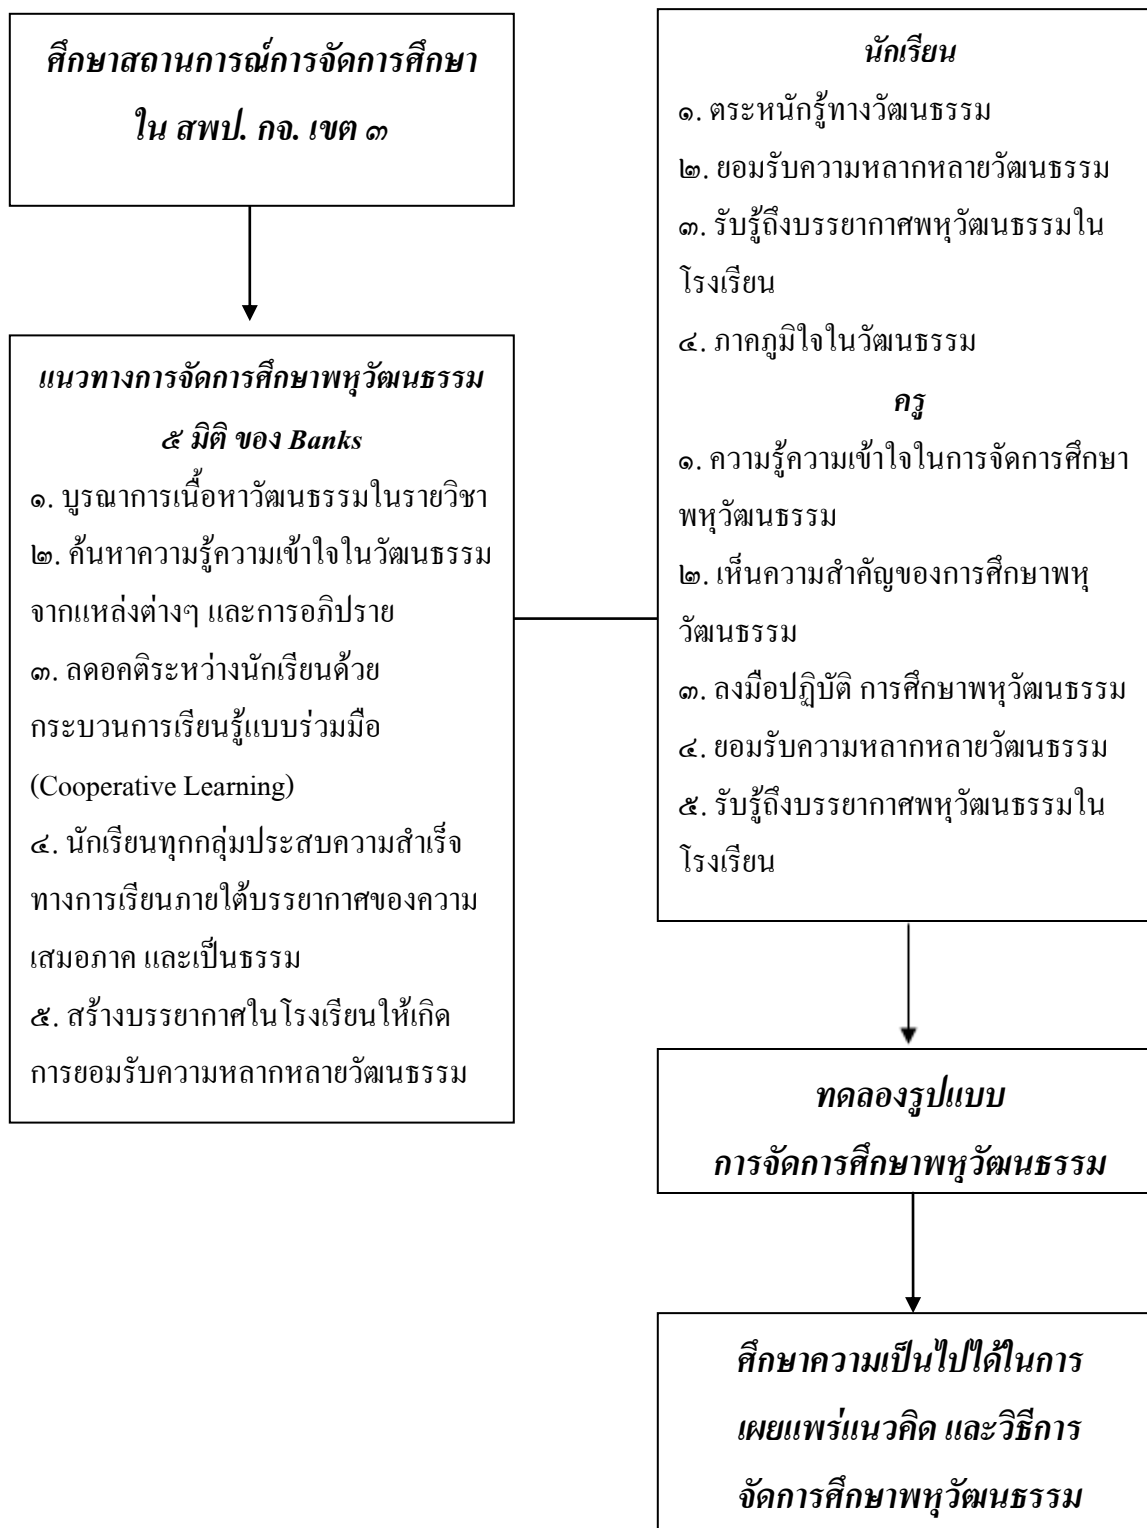 ศึกษาสถานการณ์การจัดการศึกษา
ใน สพป. กจ. เขต ๓
แนวทางการจัดการศึกษาพหุวัฒนธรรม
๕ มิติ ของ Banks
๑. บูรณาการเนื้อหาวัฒนธรรมในรายวิชา
๒. ค้นหาความรู้ความเข้าใจในวัฒนธรรม
จากแหล่งต่างๆ และการอภิปราย
๓. ลดอคติระหว่างนักเรียนด้วย
กระบวนการเรียนรู้แบบร่วมมือ
(Cooperative Learning)
๔. นักเรียนทุกกลุ่มประสบความสำเร็จ
ทางการเรียนภายใต้บรรยากาศของความ
เสมอภาค และเป็นธรรม
๕. สร้างบรรยากาศในโรงเรียนให้เกิด
การยอมรับความหลากหลายวัฒนธรรม
นักเรียน
๑. ตระหนักรู้ทางวัฒนธรรม
๒. ยอมรับความหลากหลายวัฒนธรรม
๓. รับรู้ถึงบรรยากาศพหุวัฒนธรรมใน
โรงเรียน
๔. ภาคภูมิใจในวัฒนธรรม
ครู
๑. ความรู้ความเข้าใจในการจัดการศึกษา
พหุวัฒนธรรม
๒. เห็นความสำคัญของการศึกษาพหุ
วัฒนธรรม
๓. ลงมือปฏิบัติ การศึกษาพหุวัฒนธรรม
๔. ยอมรับความหลากหลายวัฒนธรรม
๕. รับรู้ถึงบรรยากาศพหุวัฒนธรรมใน
โรงเรียน
ทดลองรูปแบบ
การจัดการศึกษาพหุวัฒนธรรม
ศึกษาความเป็นไปได้ในการ
เผยแพร่แนวคิด และวิธีการ
จัดการศึกษาพหุวัฒนธรรม